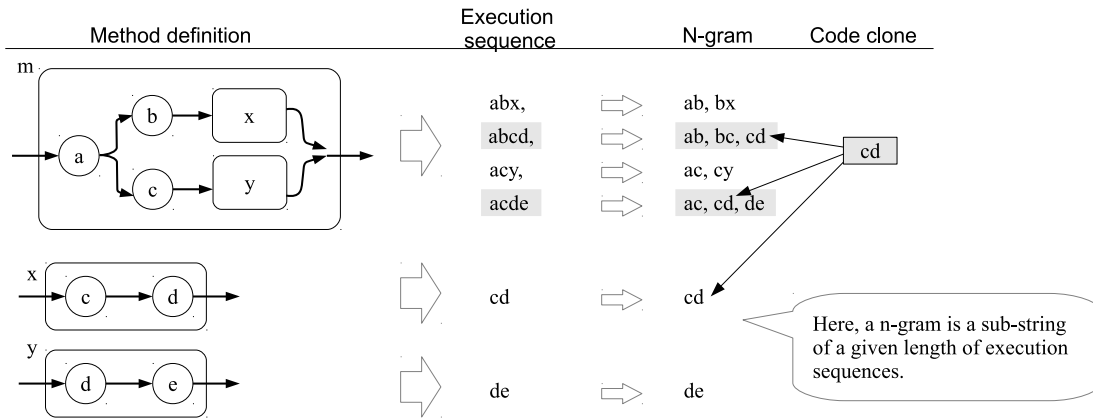 Method definition
Execution
sequence
N-gram
Code clone
m
a
b
x
c
y
abx,
ab, bx
abcd,
ab, bc, cd
cd
acy,
ac, cy
acde
ac, cd, de
x
c
d
cd
cd
Here, a n-gram is a sub-string
of a given length of execution
sequences.
y
d
e
de
de